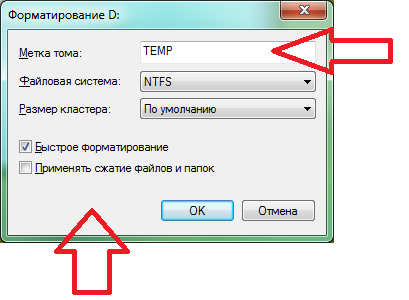 Форматирование D:
Метка тома: TEMP
Файловая система: NTFS
Размер кластера: По умолчанию
Быстрое форматирование
Применять сжатие файлов и папок
OK Отмена